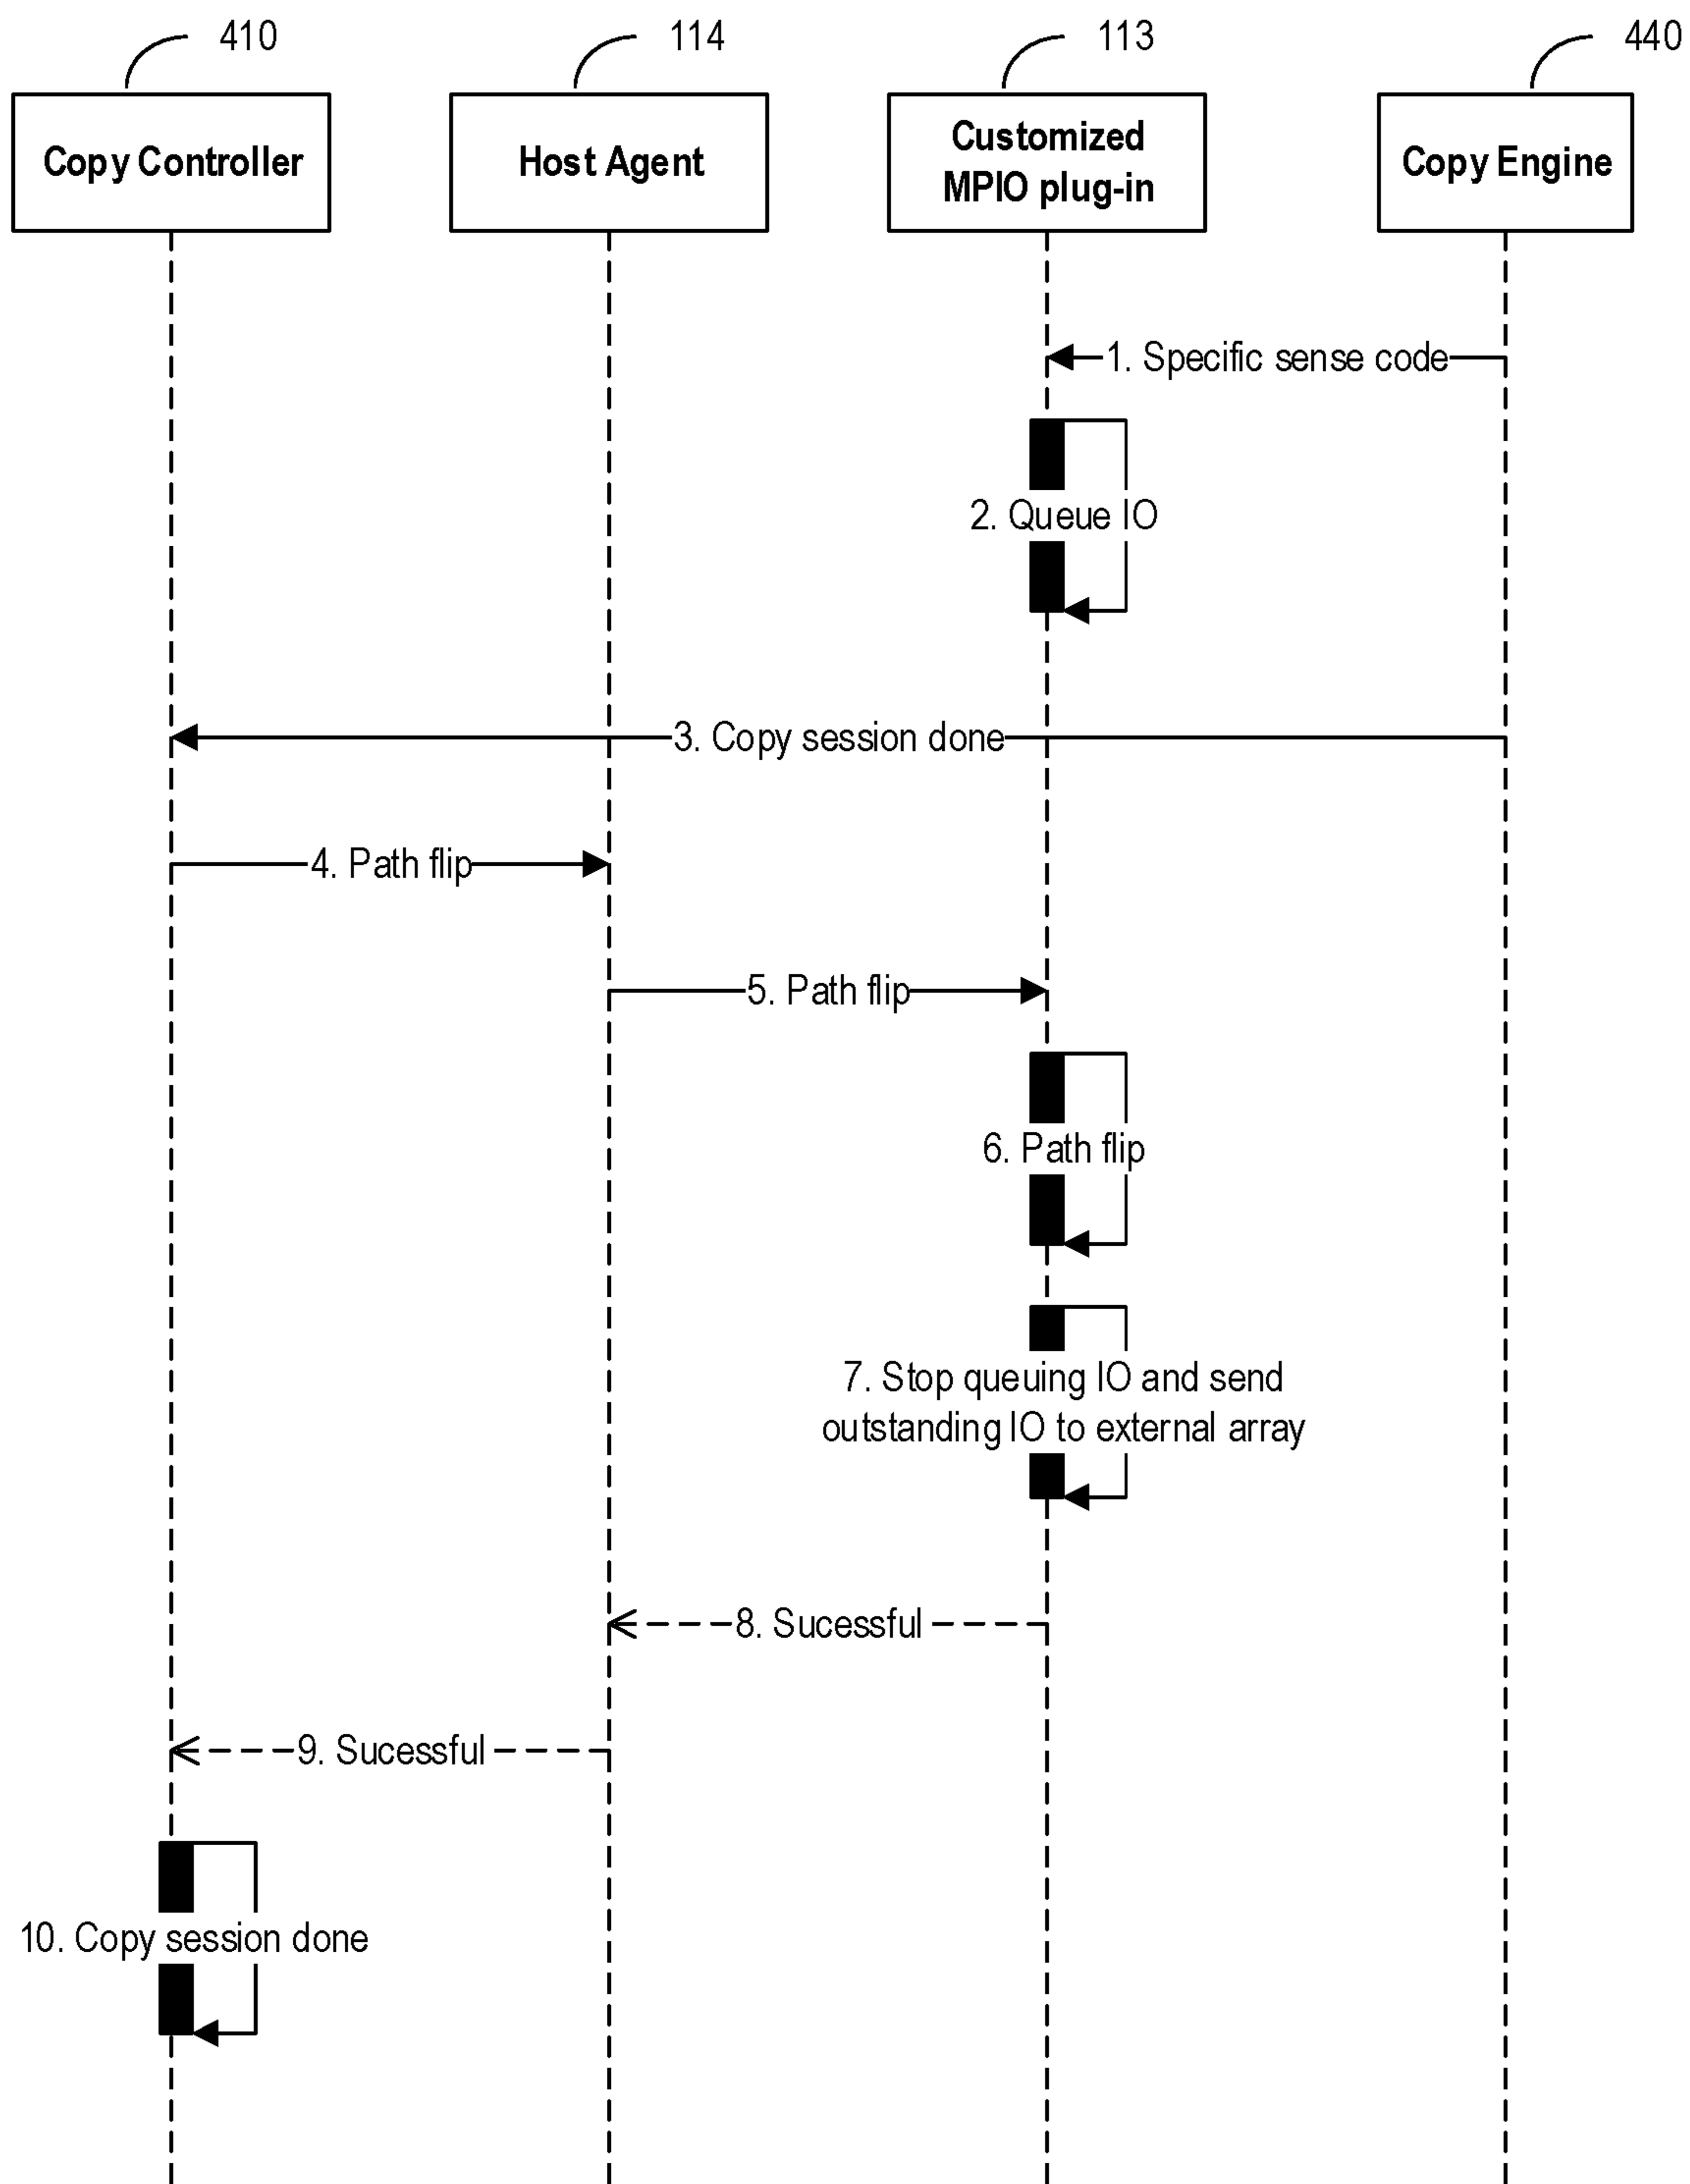 410
114
113
440
Copy Controller
Host Agent
Customized
MPIO plug-in
Copy Engine
1. Specific sense code
2. Queue IO
3. Copy session done
4. Path flip
5. Path flip
6. Path flip
7. Stop queuing IO and send
outstanding IO to external array
8. Sucessful
9. Sucessful
10. Copy session done